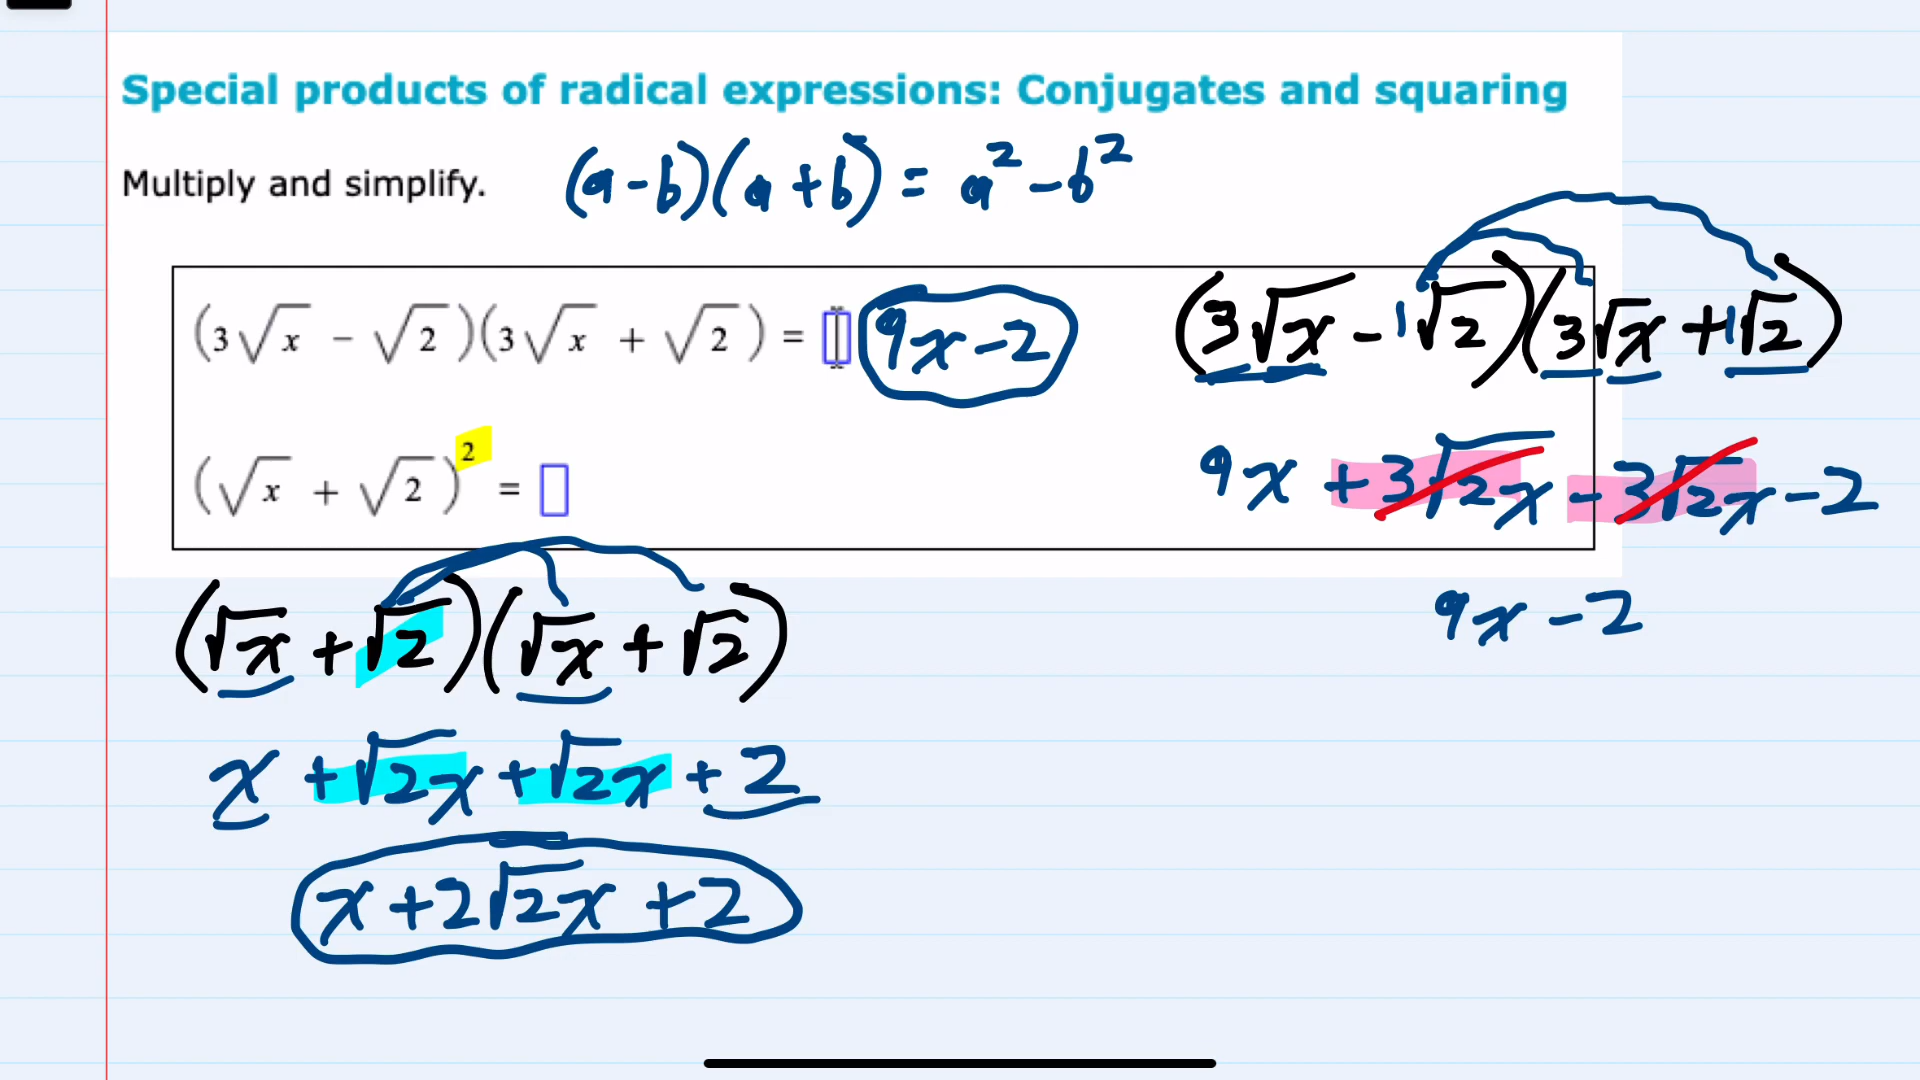 Special products of radical expressions: Conjugates and squaring
Multiply and simplify.
(a-b)(a+b) = a²-b²
(3√x − √2)(3√x + √2) = 9x-2
(3√x - 1√2)(3√x + 1√2)
9x +3√2x -3√2x -2
9x -2
(√x + √2)² =
(√x + √2)(√x + √2)
x +√2x +√2x + 2
x + 2√2x + 2